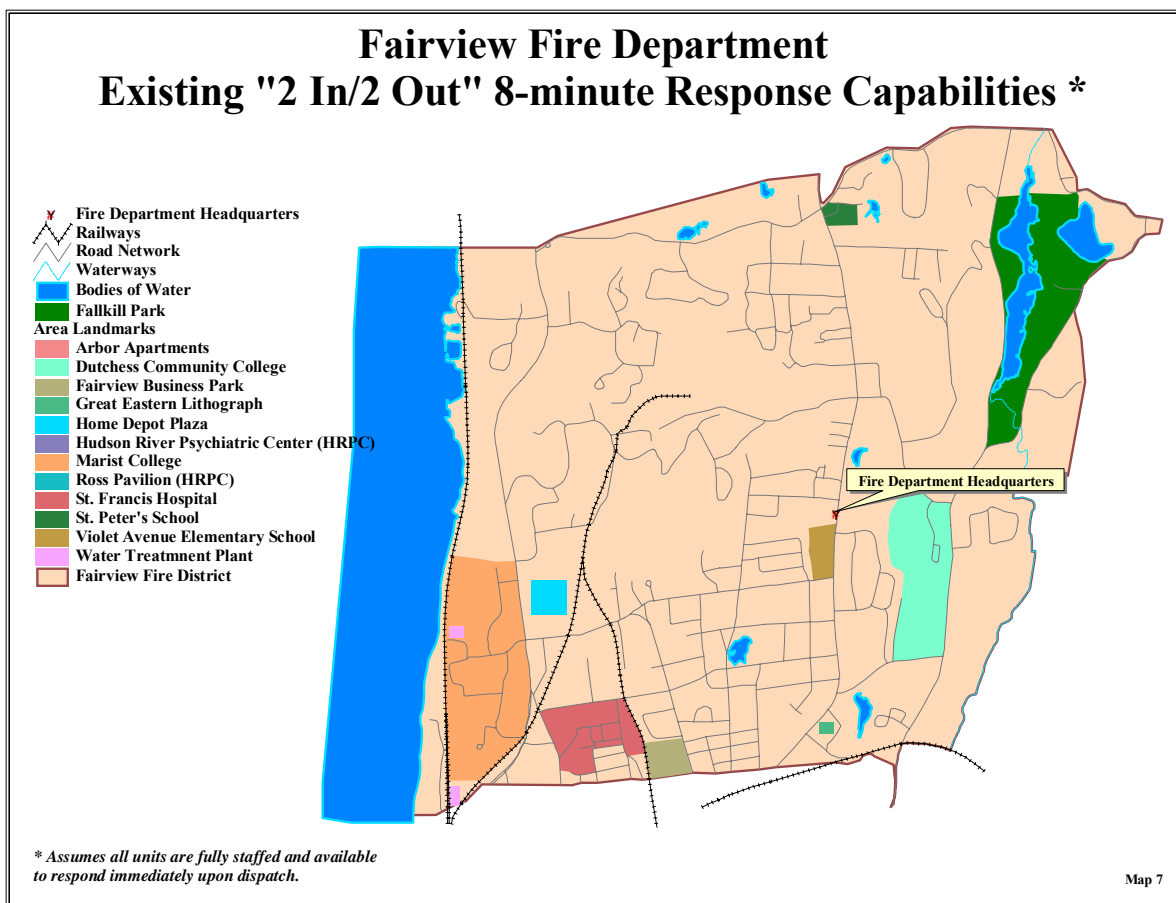 Fairview Fire Department
Existing "2 In/2 Out" 8-minute Response Capabilities *
Fire Department Headquarters
Railways
Road Network
Waterways
Bodies of Water
Fallkill Park
Area Landmarks
Arbor Apartments
Dutchess Community College
Fairview Business Park
Great Eastern Lithograph
Home Depot Plaza
Hudson River Psychiatric Center (HRPC)
Marist College
Ross Pavilion (HRPC)
St. Francis Hospital
St. Peter's School
Violet Avenue Elementary School
Water Treatmnent Plant
Fairview Fire District
Fire Department Headquarters
* Assumes all units are fully staffed and available
to respond immediately upon dispatch.
Map 7